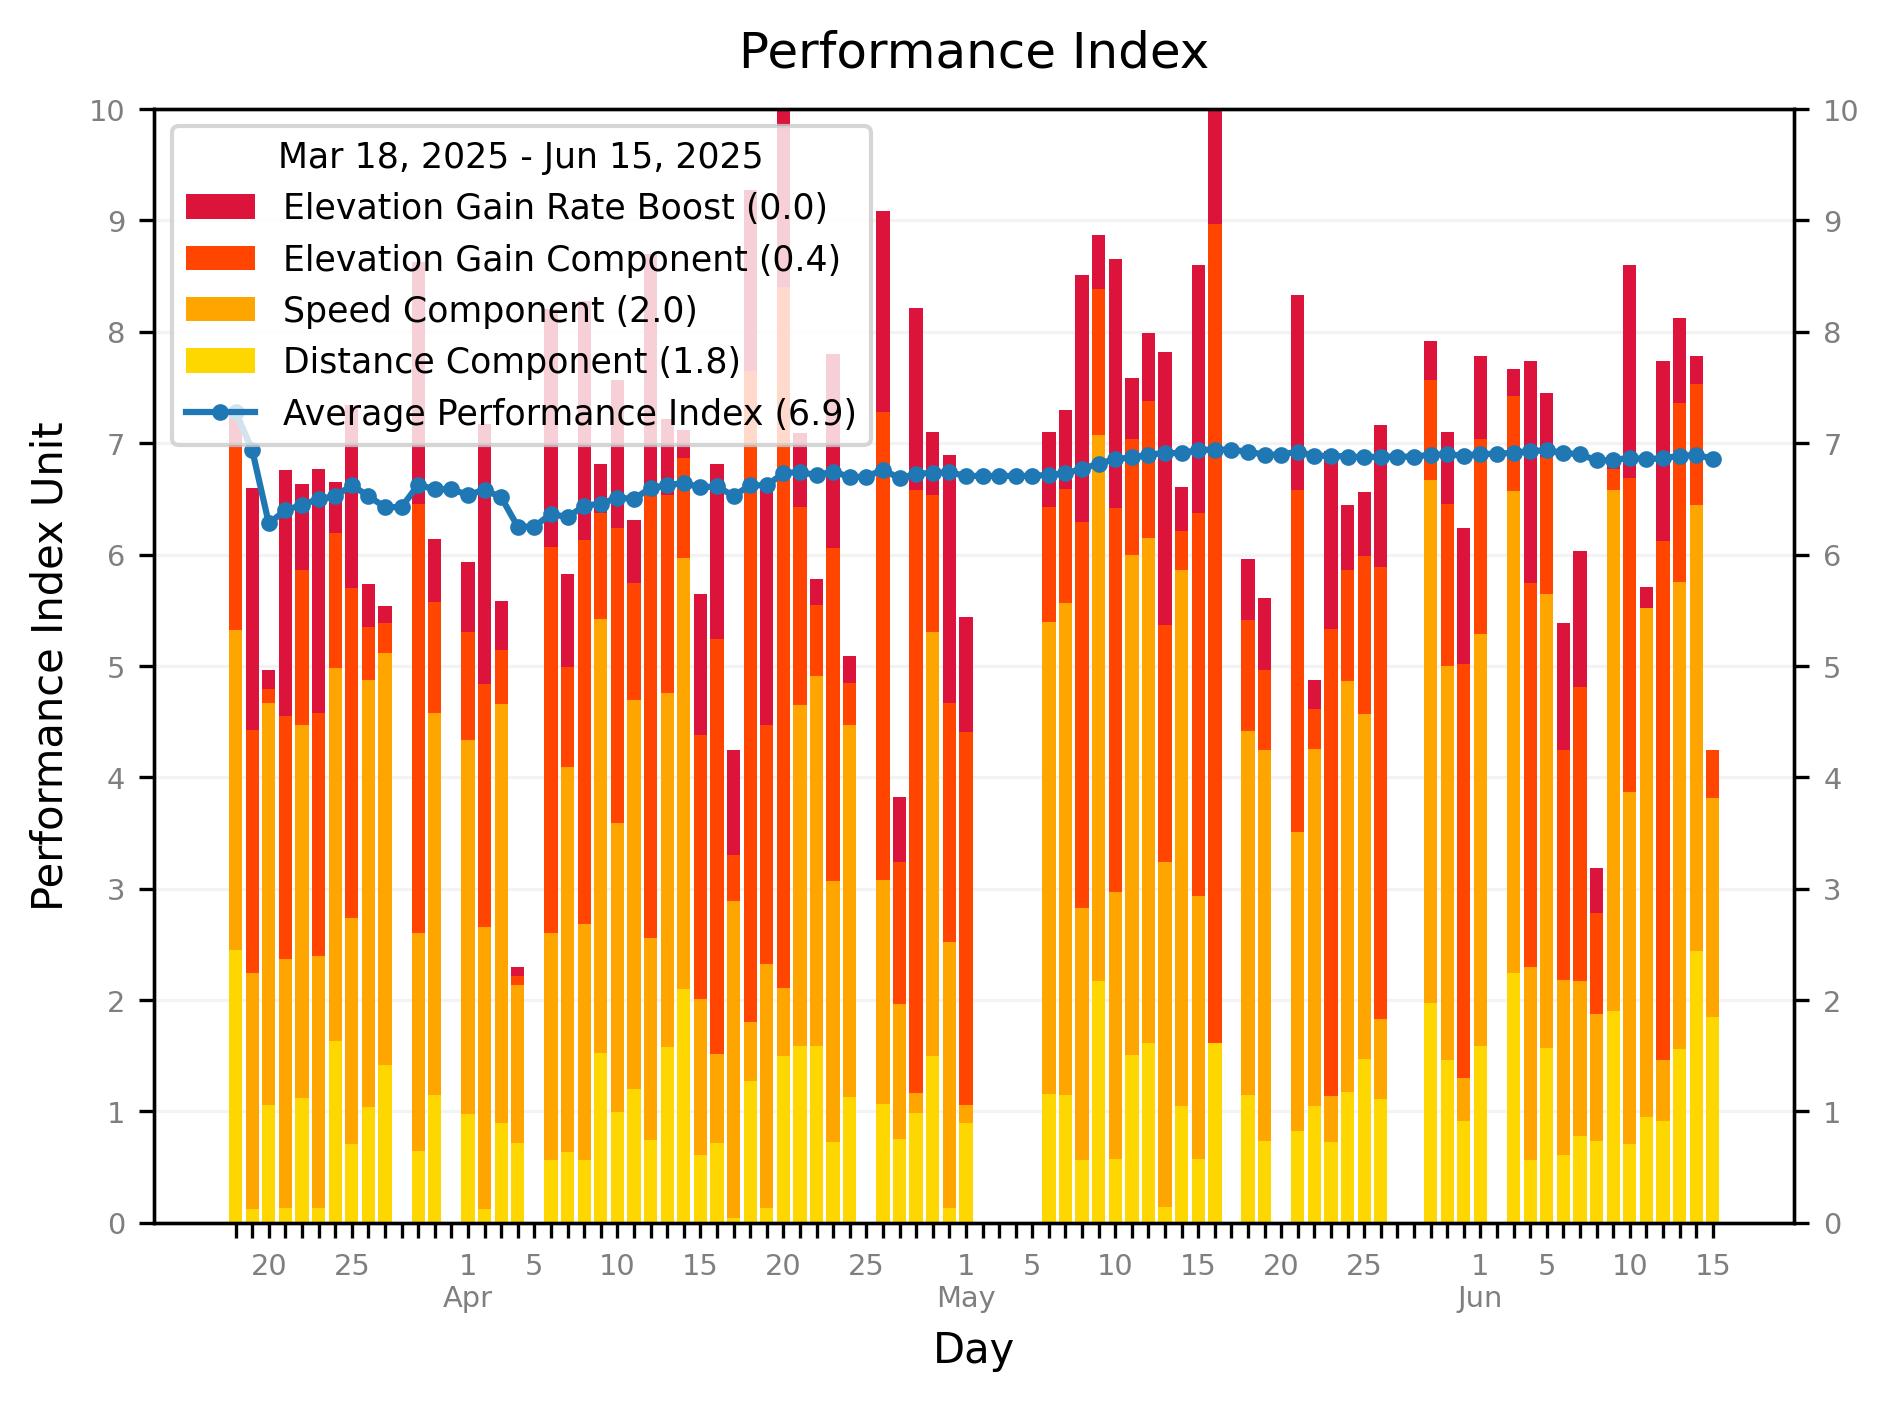 Performance Index
Mar 18, 2025 - Jun 15, 2025
Elevation Gain Rate Boost (0.0)
Elevation Gain Component (0.4)
Speed Component (2.0)
Distance Component (1.8)
Average Performance Index (6.9)
Performance Index Unit
10
9
8
7
6
5
4
3
2
1
0
10
9
8
7
6
5
4
3
2
1
0
20 25 1 5 10 15 20 25 1 5 10 15 20 25 1 5 10 15
Apr May Jun
Day